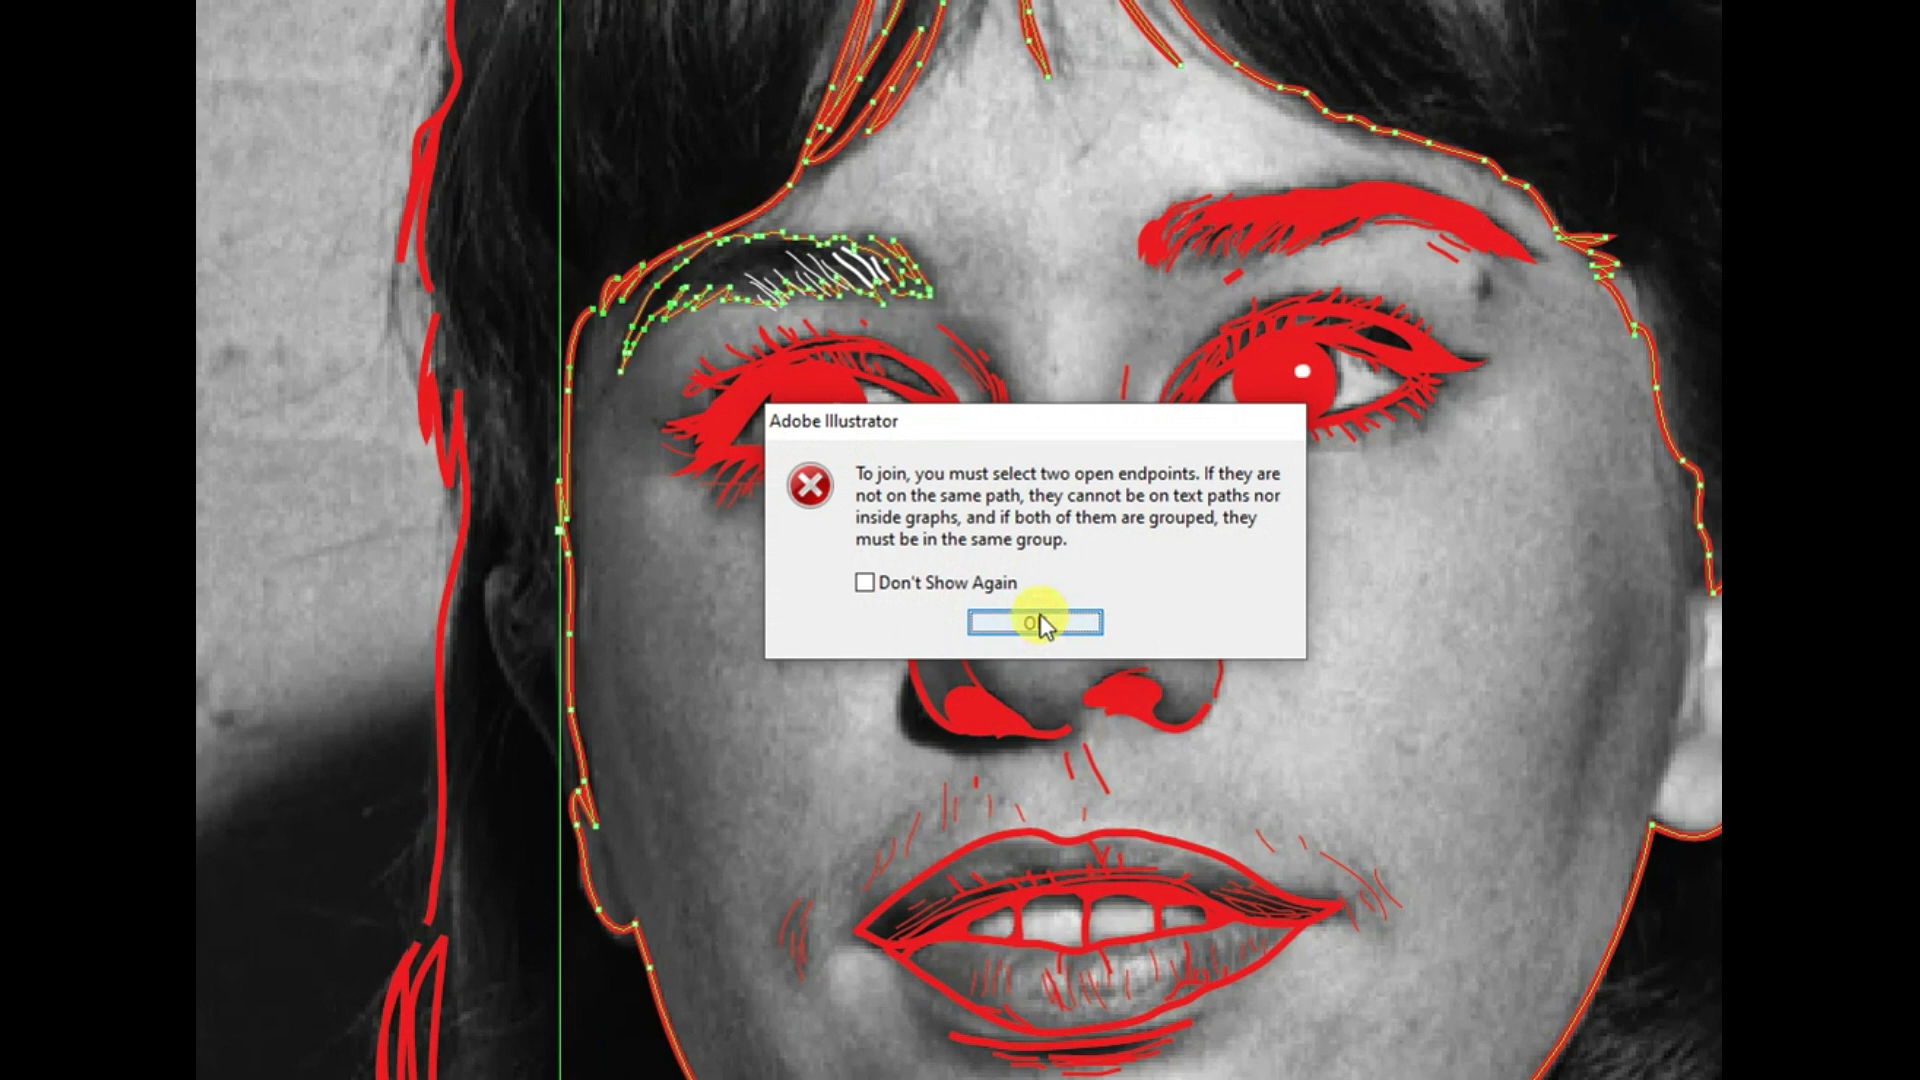 Adobe Illustrator
To join, you must select two open endpoints. If they are
not on the same path, they cannot be on text paths nor
inside graphs, and if both of them are grouped, they
must be in the same group.
Don't Show Again